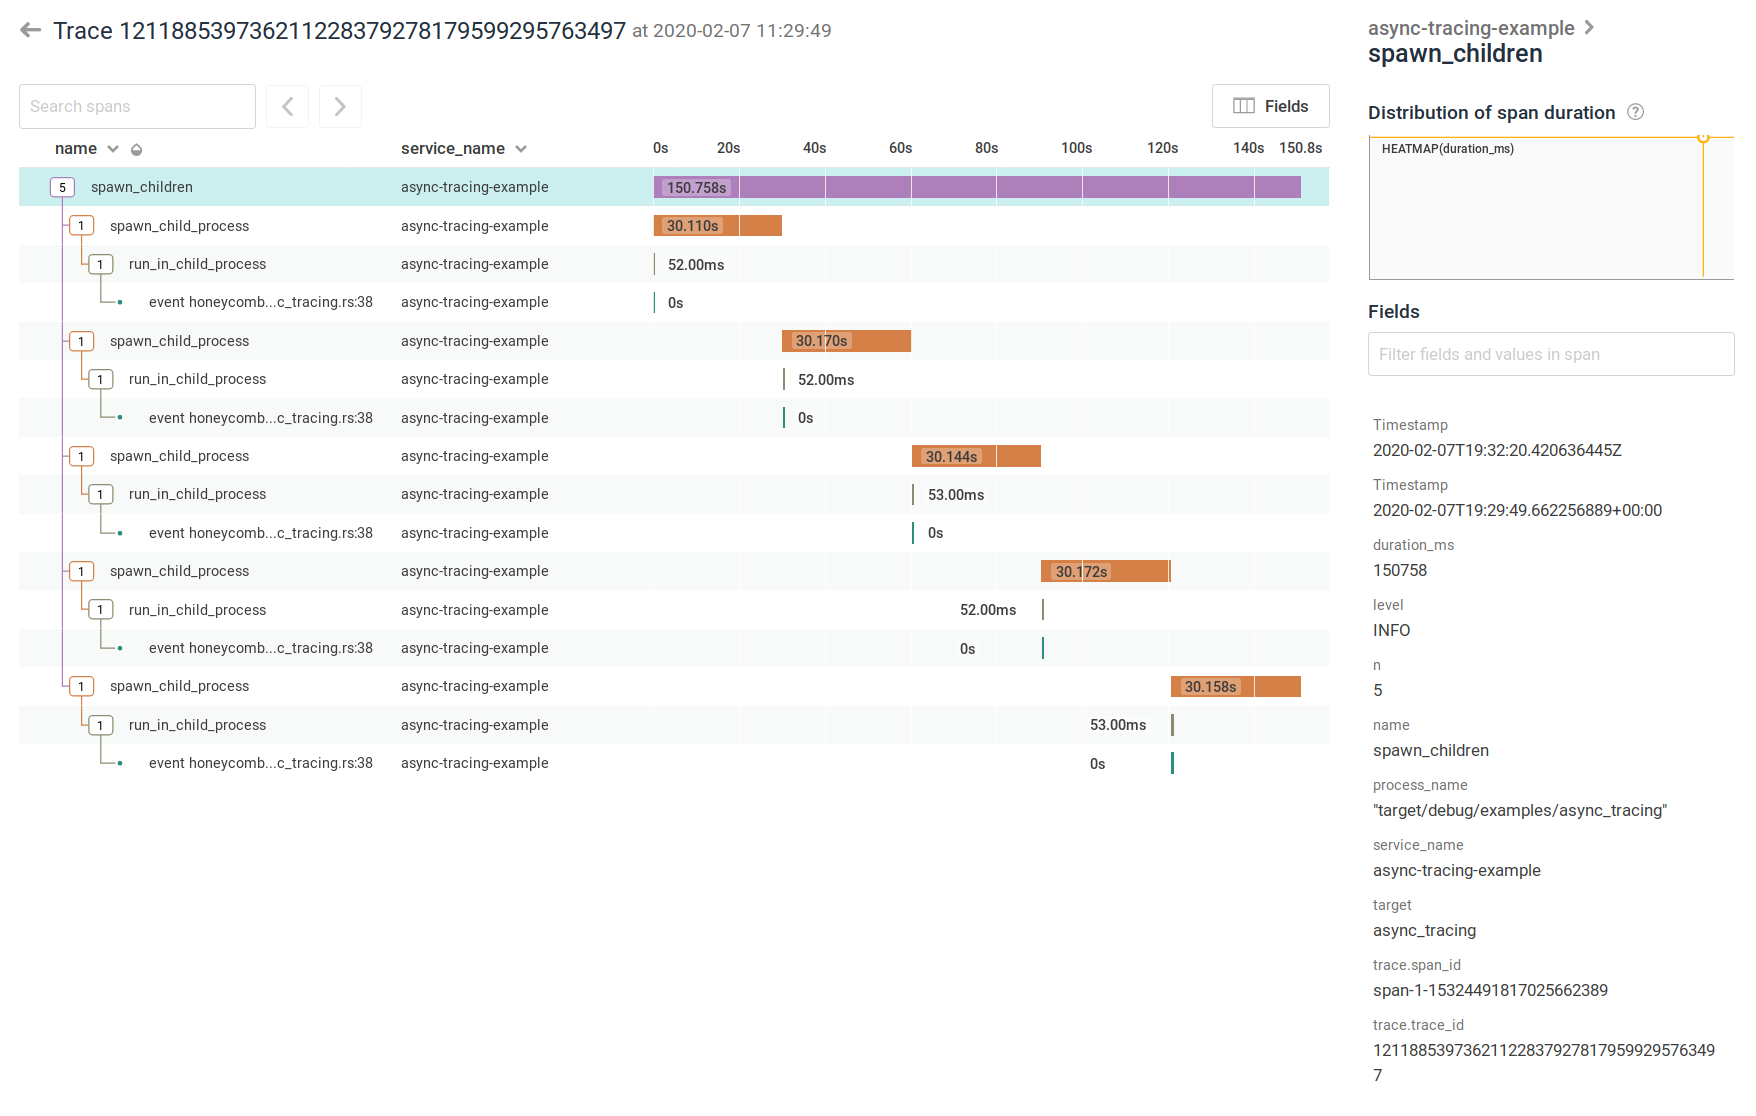 Trace 121188539736211228379278179599295763497 at 2020-02-07 11:29:49
Search spans
Fields
name service_name 0s 20s 40s 60s 80s 100s 120s 140s 150.8s
5 spawn_children async-tracing-example 150.758s
1 spawn_child_process async-tracing-example 30.110s
1 run_in_child_process async-tracing-example 52.00ms
event honeycomb...c_tracing.rs:38 async-tracing-example 0s
1 spawn_child_process async-tracing-example 30.170s
1 run_in_child_process async-tracing-example 52.00ms
event honeycomb...c_tracing.rs:38 async-tracing-example 0s
1 spawn_child_process async-tracing-example 30.144s
1 run_in_child_process async-tracing-example 53.00ms
event honeycomb...c_tracing.rs:38 async-tracing-example 0s
1 spawn_child_process async-tracing-example 30.172s
1 run_in_child_process async-tracing-example 52.00ms
event honeycomb...c_tracing.rs:38 async-tracing-example 0s
1 spawn_child_process async-tracing-example 30.158s
1 run_in_child_process async-tracing-example 53.00ms
event honeycomb...c_tracing.rs:38 async-tracing-example 0s
async-tracing-example
spawn_children
Distribution of span duration ?
HEATMAP(duration_ms)
Fields
Filter fields and values in span
Timestamp
2020-02-07T19:32:20.420636445Z
Timestamp
2020-02-07T19:29:49.662256889+00:00
duration_ms
150758
level
INFO
n
5
name
spawn_children
process_name
"target/debug/examples/async_tracing"
service_name
async-tracing-example
target
async_tracing
trace.span_id
span-1-15324491817025662389
trace.trace_id
12118853973621122837927817959929576349
7